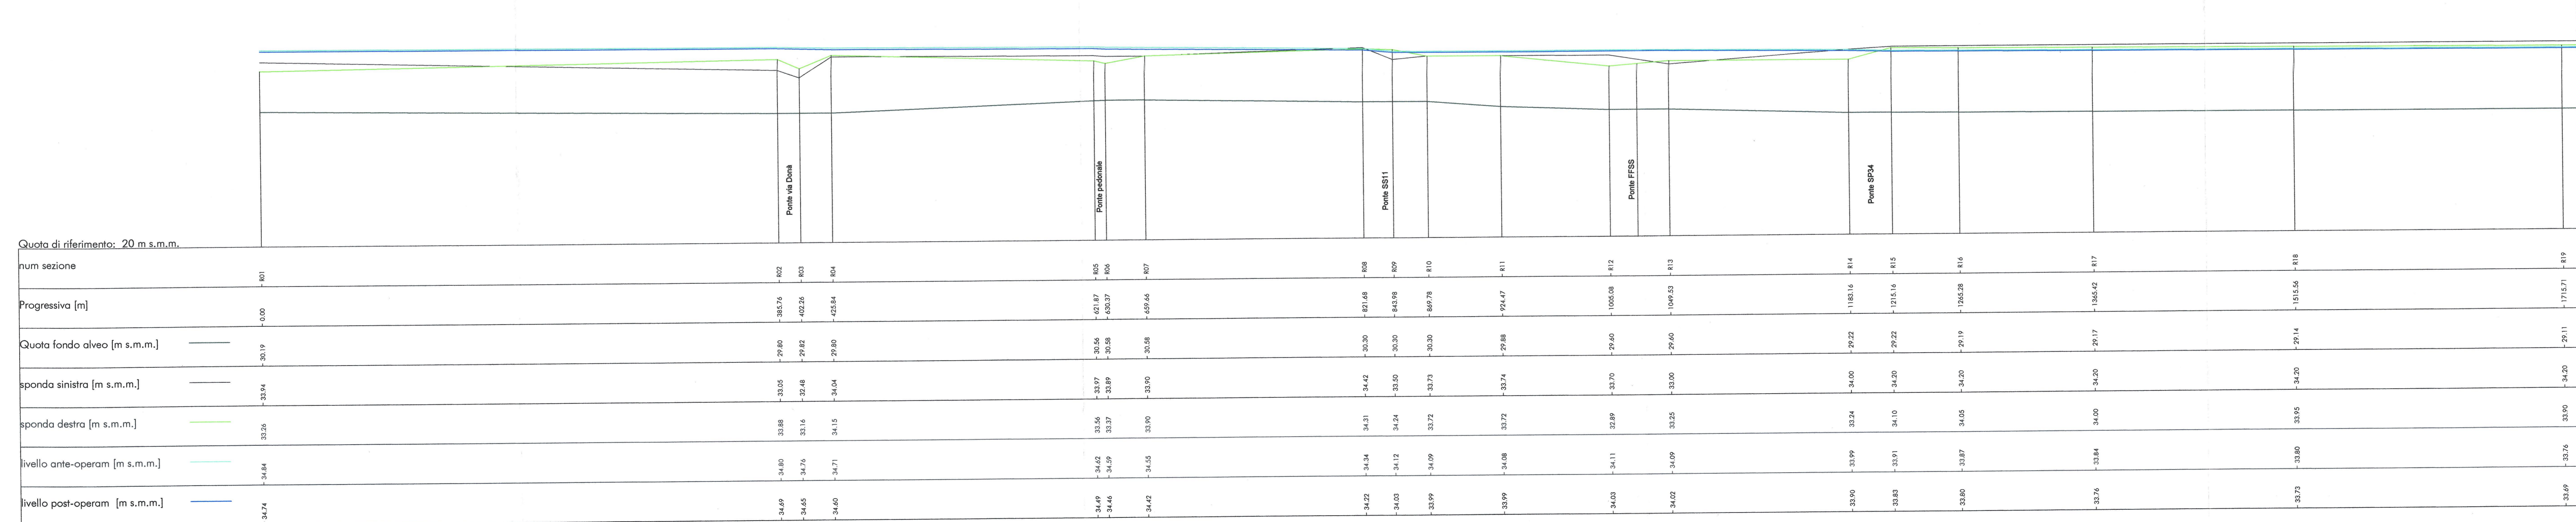 Ponte via Donà
Ponte pedonale
Ponte SS11
Ponte FFSS
Ponte SP34
Quota di riferimento: 20 m s.m.m.
num sezione R01 R02 R03 R04 R05 R06 R07 R08 R09 R10 R11 R12 R13 R14 R15 R16 R17 R18 R19
Progressiva [m] 0.00 385.76 402.26 425.84 621.87 630.37 659.66 821.68 843.98 869.78 924.47 1005.08 1049.53 1183.16 1215.16 1265.28 1365.42 1515.56 1715.71
Quota fondo alveo [m s.m.m.] 30.19 29.80 29.82 29.80 30.56 30.58 30.58 30.30 30.30 30.30 29.88 29.60 29.60 29.22 29.22 29.19 29.17 29.14 29.11
sponda sinistra [m s.m.m.] 33.94 33.05 32.48 34.04 33.97 33.89 33.90 34.42 33.50 33.73 33.74 33.70 33.00 34.00 34.20 34.20 34.20 34.20 34.20
sponda destra [m s.m.m.] 33.26 33.88 33.16 34.15 33.56 33.37 33.90 34.31 34.24 33.72 33.72 32.89 33.25 33.24 34.10 34.05 34.00 33.95 33.90
livello ante-operam [m s.m.m.] 34.84 34.80 34.76 34.71 34.62 34.59 34.55 34.34 34.12 34.09 34.08 34.11 34.09 33.99 33.91 33.87 33.84 33.80 33.76
livello post-operam [m s.m.m.] 34.74 34.69 34.65 34.60 34.49 34.46 34.42 34.22 34.03 33.99 33.99 34.03 34.02 33.90 33.83 33.80 33.76 33.73 33.69